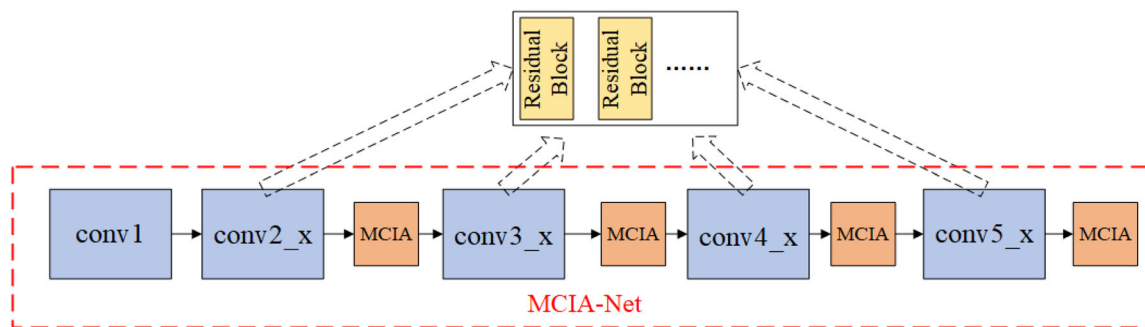 Residual
Block
Residual
Block
......
conv1
conv2_x
MCIA
conv3_x
MCIA
conv4_x
MCIA
conv5_x
MCIA
MCIA-Net